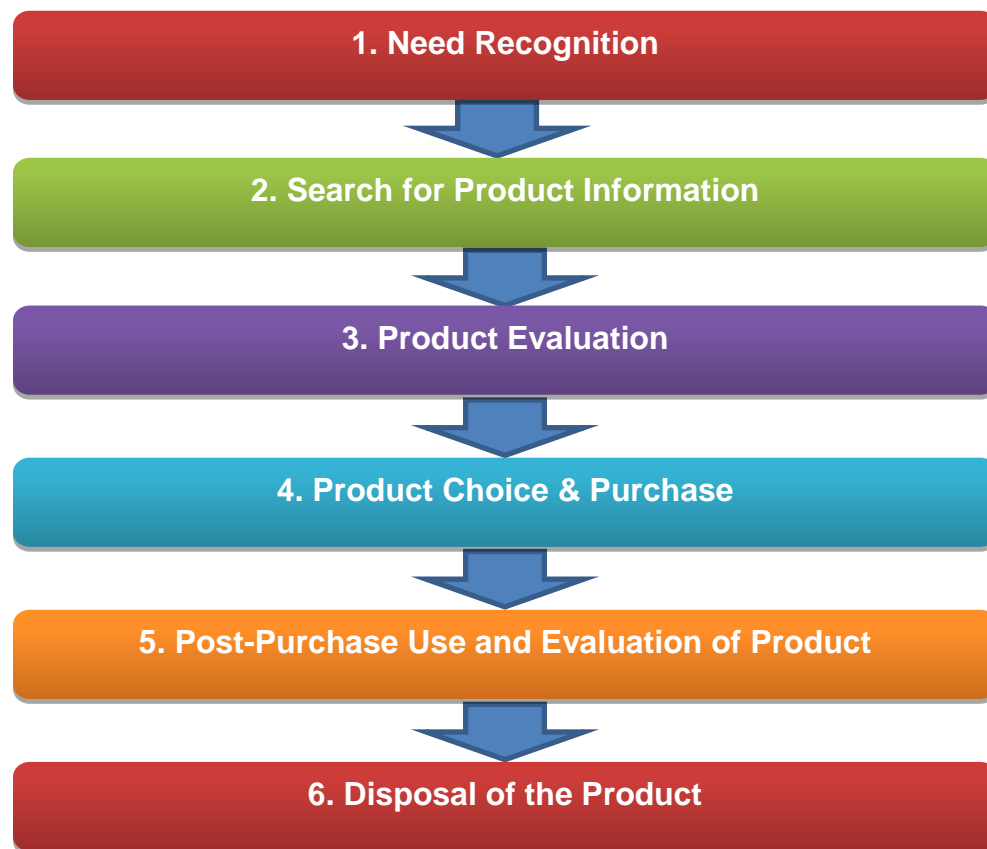 1. Need Recognition
2. Search for Product Information
3. Product Evaluation
4. Product Choice & Purchase
5. Post-Purchase Use and Evaluation of Product
6. Disposal of the Product